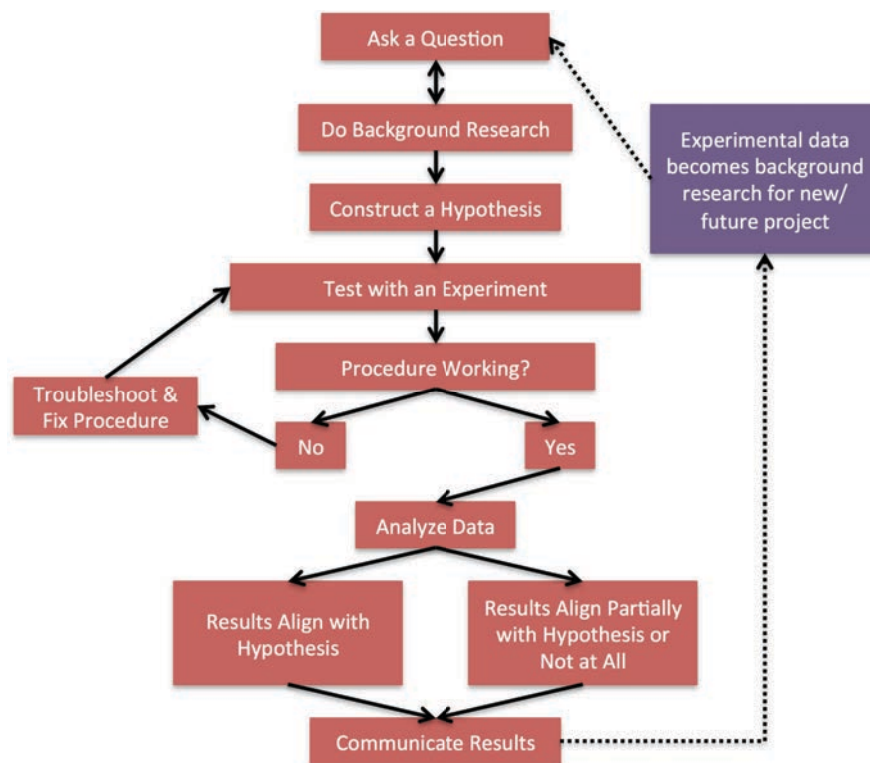 Ask a Question
Do Background Research
Experimental data
becomes background
research for new/
future project
Construct a Hypothesis
Test with an Experiment
Procedure Working?
Troubleshoot &
Fix Procedure
No
Yes
Analyze Data
Results Align with
Hypothesis
Results Align Partially
with Hypothesis or
Not at All
Communicate Results